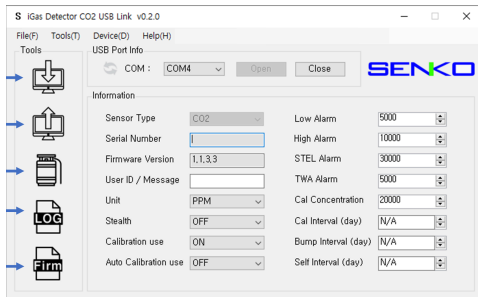 S iGas Detector CO2 USB Link v0.2.0
File(F) Tools(T) Device(D) Help(H)
Tools
USB Port Info
COM : COM4 Open Close
SENKO
Information
Sensor Type CO2 Low Alarm 5000
Serial Number High Alarm 10000
Firmware Version 1,1,3,3 STEL Alarm 30000
User ID / Message TWA Alarm 5000
Unit PPM Cal Concentration 20000
Stealth OFF Cal Interval (day) N/A
Calibration use ON Bump Interval (day) N/A
Auto Calibration use OFF Self Interval (day) N/A
LOG
Firm